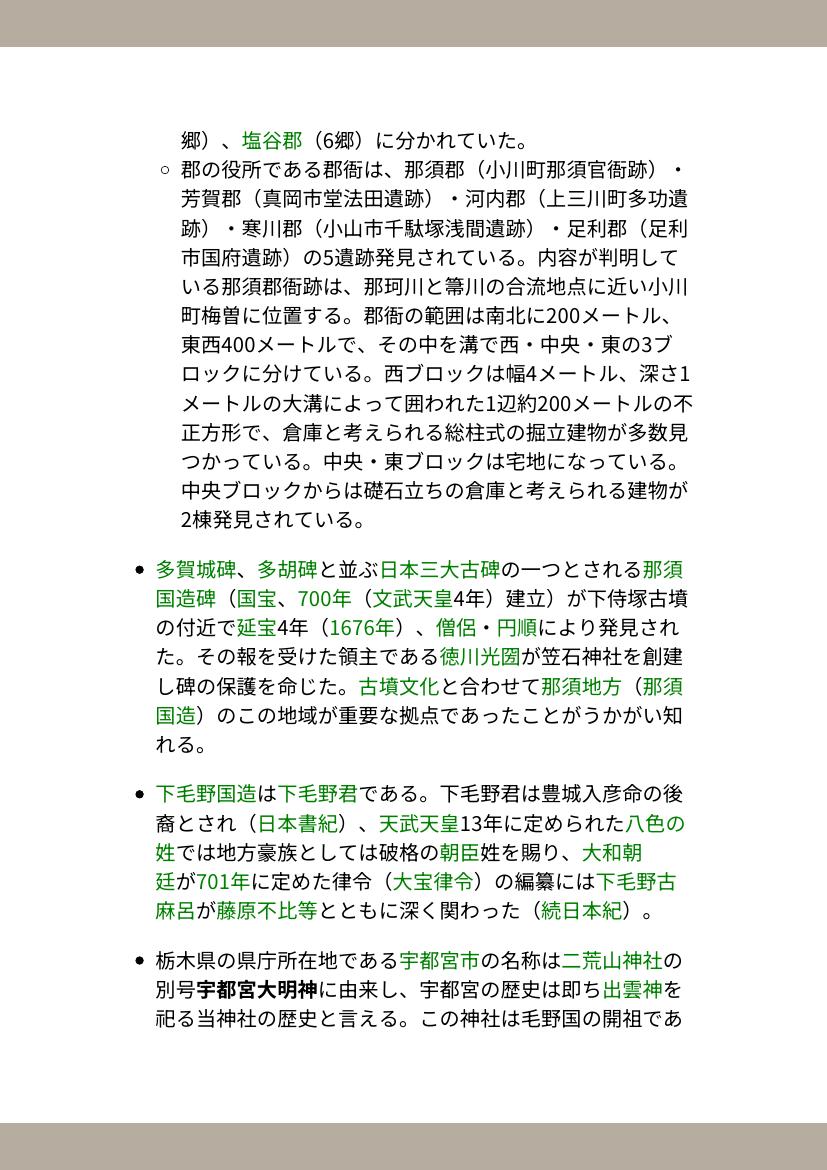 郷）、塩谷郡（6郷）に分かれていた。
○ 郡の役所である郡衙は、那須郡（小川町那須官衙跡）・
芳賀郡（真岡市堂法田遺跡）・河内郡（上三川町多功遺
跡）・寒川郡（小山市千駄塚浅間遺跡）・足利郡（足利
市国府遺跡）の5遺跡発見されている。内容が判明して
いる那須郡衙跡は、那珂川と箒川の合流地点に近い小川
町梅曽に位置する。郡衙の範囲は南北に200メートル、
東西400メートルで、その中を溝で西・中央・東の3ブ
ロックに分けている。西ブロックは幅4メートル、深さ1
メートルの大溝によって囲われた1辺約200メートルの不
正方形で、倉庫と考えられる総柱式の掘立建物が多数見
つかっている。中央・東ブロックは宅地になっている。
中央ブロックからは礎石立ちの倉庫と考えられる建物が
2棟発見されている。
• 多賀城碑、多胡碑と並ぶ日本三大古碑の一つとされる那須
国造碑（国宝、700年（文武天皇4年）建立）が下侍塚古墳
の付近で延宝4年（1676年）、僧侶・円順により発見され
た。その報を受けた領主である徳川光圀が笠石神社を創建
し碑の保護を命じた。古墳文化と合わせて那須地方（那須
国造）のこの地域が重要な拠点であったことがうかがい知
れる。
• 下毛野国造は下毛野君である。下毛野君は豊城入彦命の後
裔とされ（日本書紀）、天武天皇13年に定められた八色の
姓では地方豪族としては破格の朝臣姓を賜り、大和朝
廷が701年に定めた律令（大宝律令）の編纂には下毛野古
麻呂が藤原不比等とともに深く関わった（続日本紀）。
• 栃木県の県庁所在地である宇都宮市の名称は二荒山神社の
別号宇都宮大明神に由来し、宇都宮の歴史は即ち出雲神を
祀る当神社の歴史と言える。この神社は毛野国の開祖であ